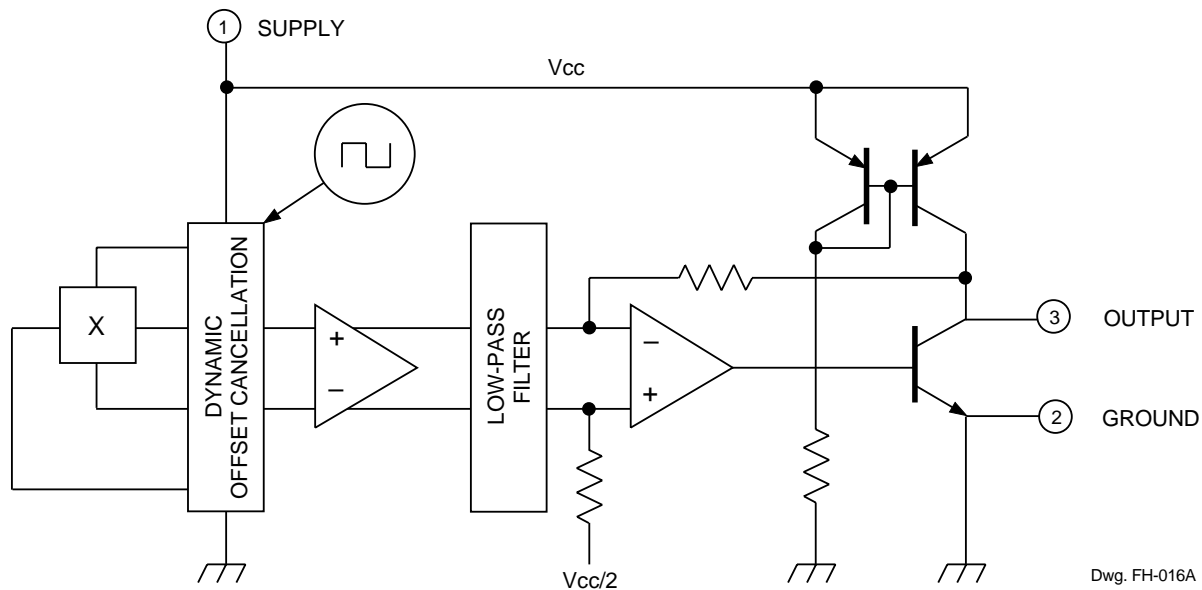 1 SUPPLY
Vcc
X
DYNAMIC
OFFSET CANCELLATION
+
−
LOW-PASS
FILTER
−
+
Vcc/2
3 OUTPUT
2 GROUND
Dwg. FH-016A